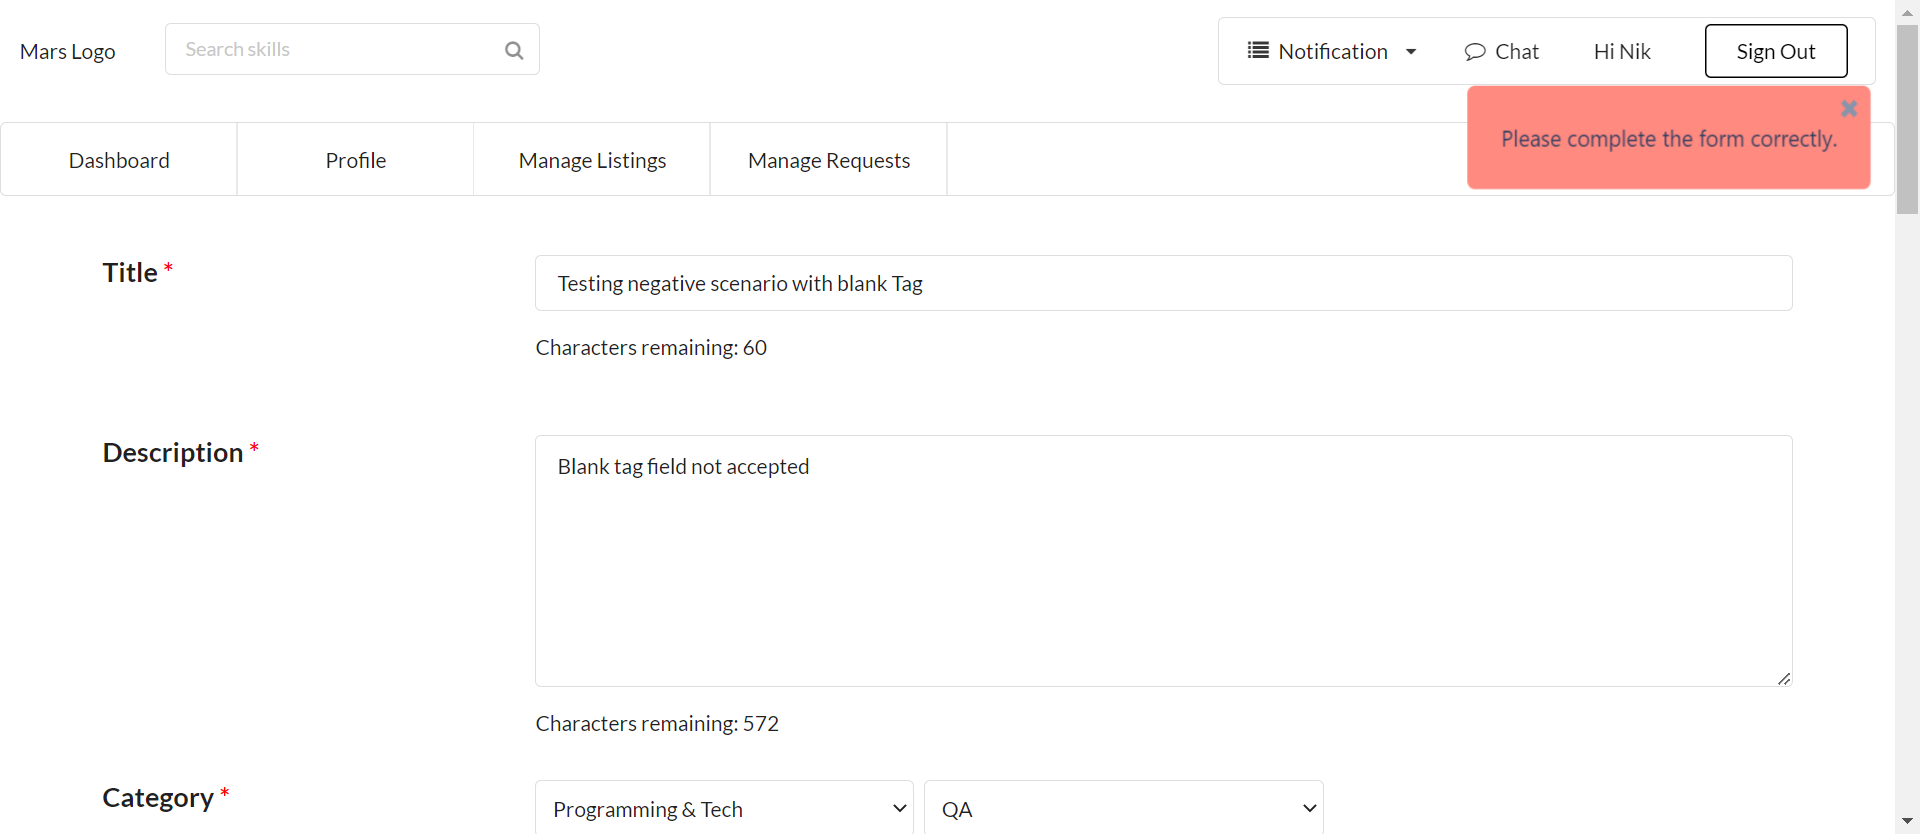 Mars Logo
Search skills
Notification
Chat
Hi Nik
Sign Out
Please complete the form correctly.
Dashboard
Profile
Manage Listings
Manage Requests
Title *
Testing negative scenario with blank Tag
Characters remaining: 60
Description *
Blank tag field not accepted
Characters remaining: 572
Category *
Programming & Tech
QA